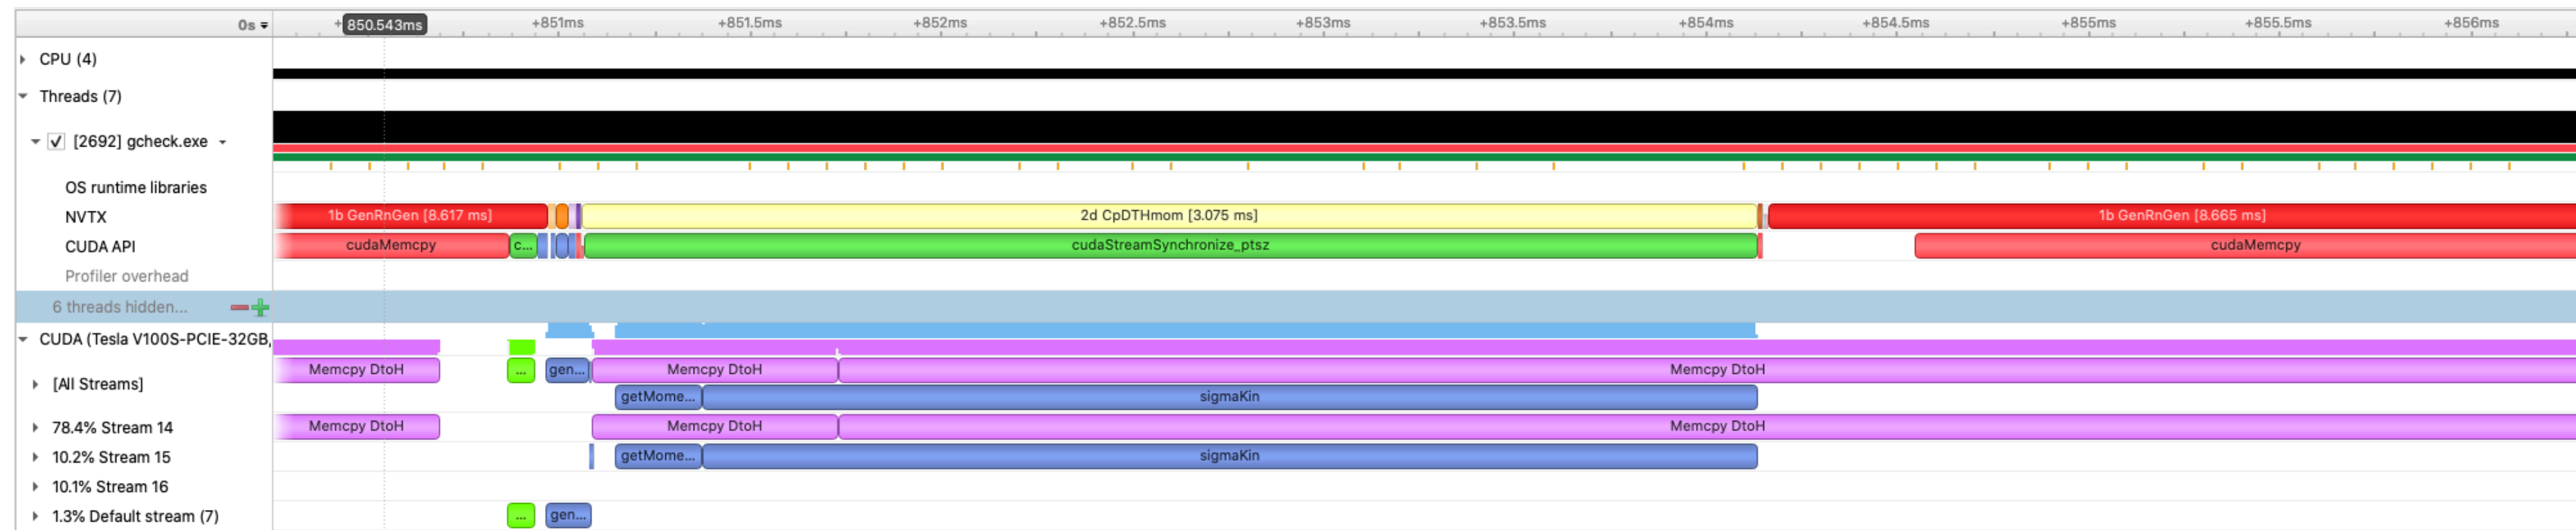 0s + 850.543ms +851ms +851.5ms +852ms +852.5ms +853ms +853.5ms +854ms +854.5ms +855ms +855.5ms +856ms
CPU (4)
Threads (7)
[2692] gcheck.exe
OS runtime libraries
NVTX 1b GenRnGen [8.617 ms] 2d CpDTHmom [3.075 ms] 1b GenRnGen [8.665 ms]
CUDA API cudaMemcpy c... cudaStreamSynchronize_ptsz cudaMemcpy
Profiler overhead
6 threads hidden...
CUDA (Tesla V100S-PCIE-32GB,
[All Streams] Memcpy DtoH ... gen... Memcpy DtoH Memcpy DtoH
getMome... sigmaKin
78.4% Stream 14 Memcpy DtoH Memcpy DtoH Memcpy DtoH
10.2% Stream 15 getMome... sigmaKin
10.1% Stream 16
1.3% Default stream (7) ... gen...